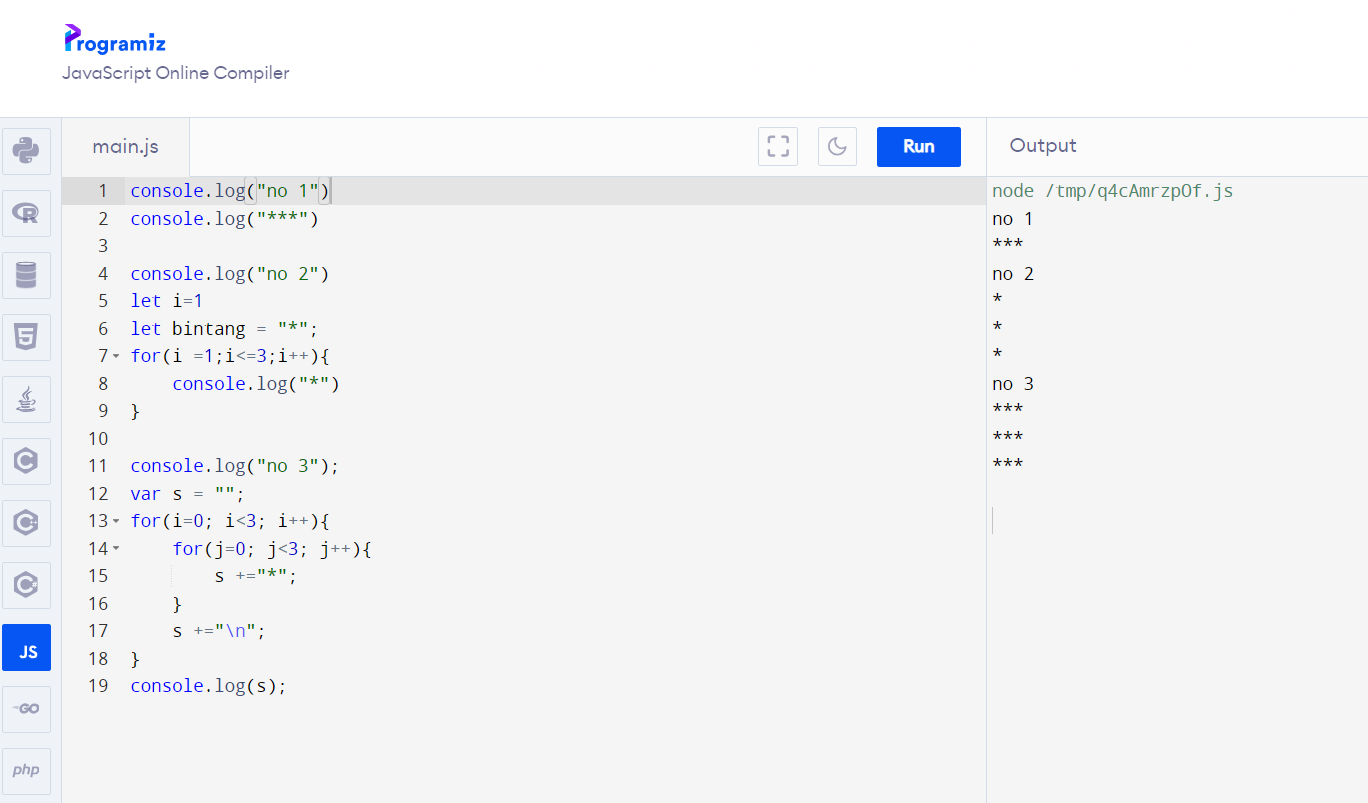 Programiz
JavaScript Online Compiler
main.js
Run
Output
1 console.log("no 1")
2 console.log("***")
3
4 console.log("no 2")
5 let i=1
6 let bintang = "*";
7 for(i =1;i<=3;i++){
8     console.log("*")
9 }
10
11 console.log("no 3");
12 var s = "";
13 for(i=0; i<3; i++){
14     for(j=0; j<3; j++){
15         s +="*";
16     }
17     s +="\n";
18 }
19 console.log(s);
node /tmp/q4cAmrzpOf.js
no 1
***
no 2
*
*
*
no 3
***
***
***
R
5
C
C+
C#
JS
GO
php